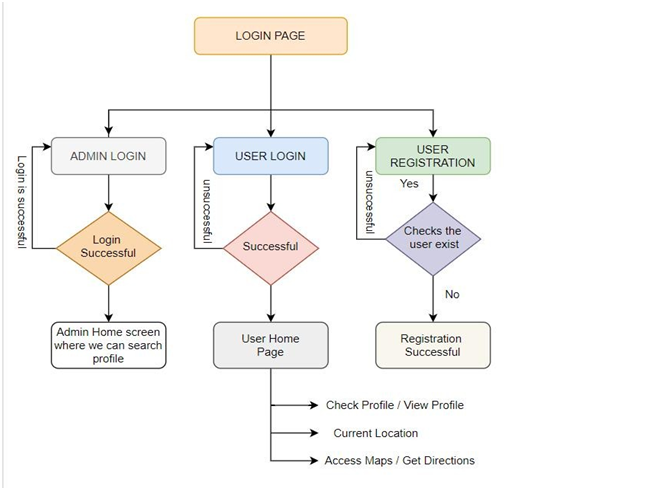 LOGIN PAGE
ADMIN LOGIN
USER LOGIN
USER
REGISTRATION
Login is successful
unsuccessful
unsuccessful
Yes
Login
Successful
Successful
Checks the
user exist
No
Admin Home screen
where we can search
profile
User Home
Page
Registration
Successful
Check Profile / View Profile
Current Location
Access Maps / Get Directions